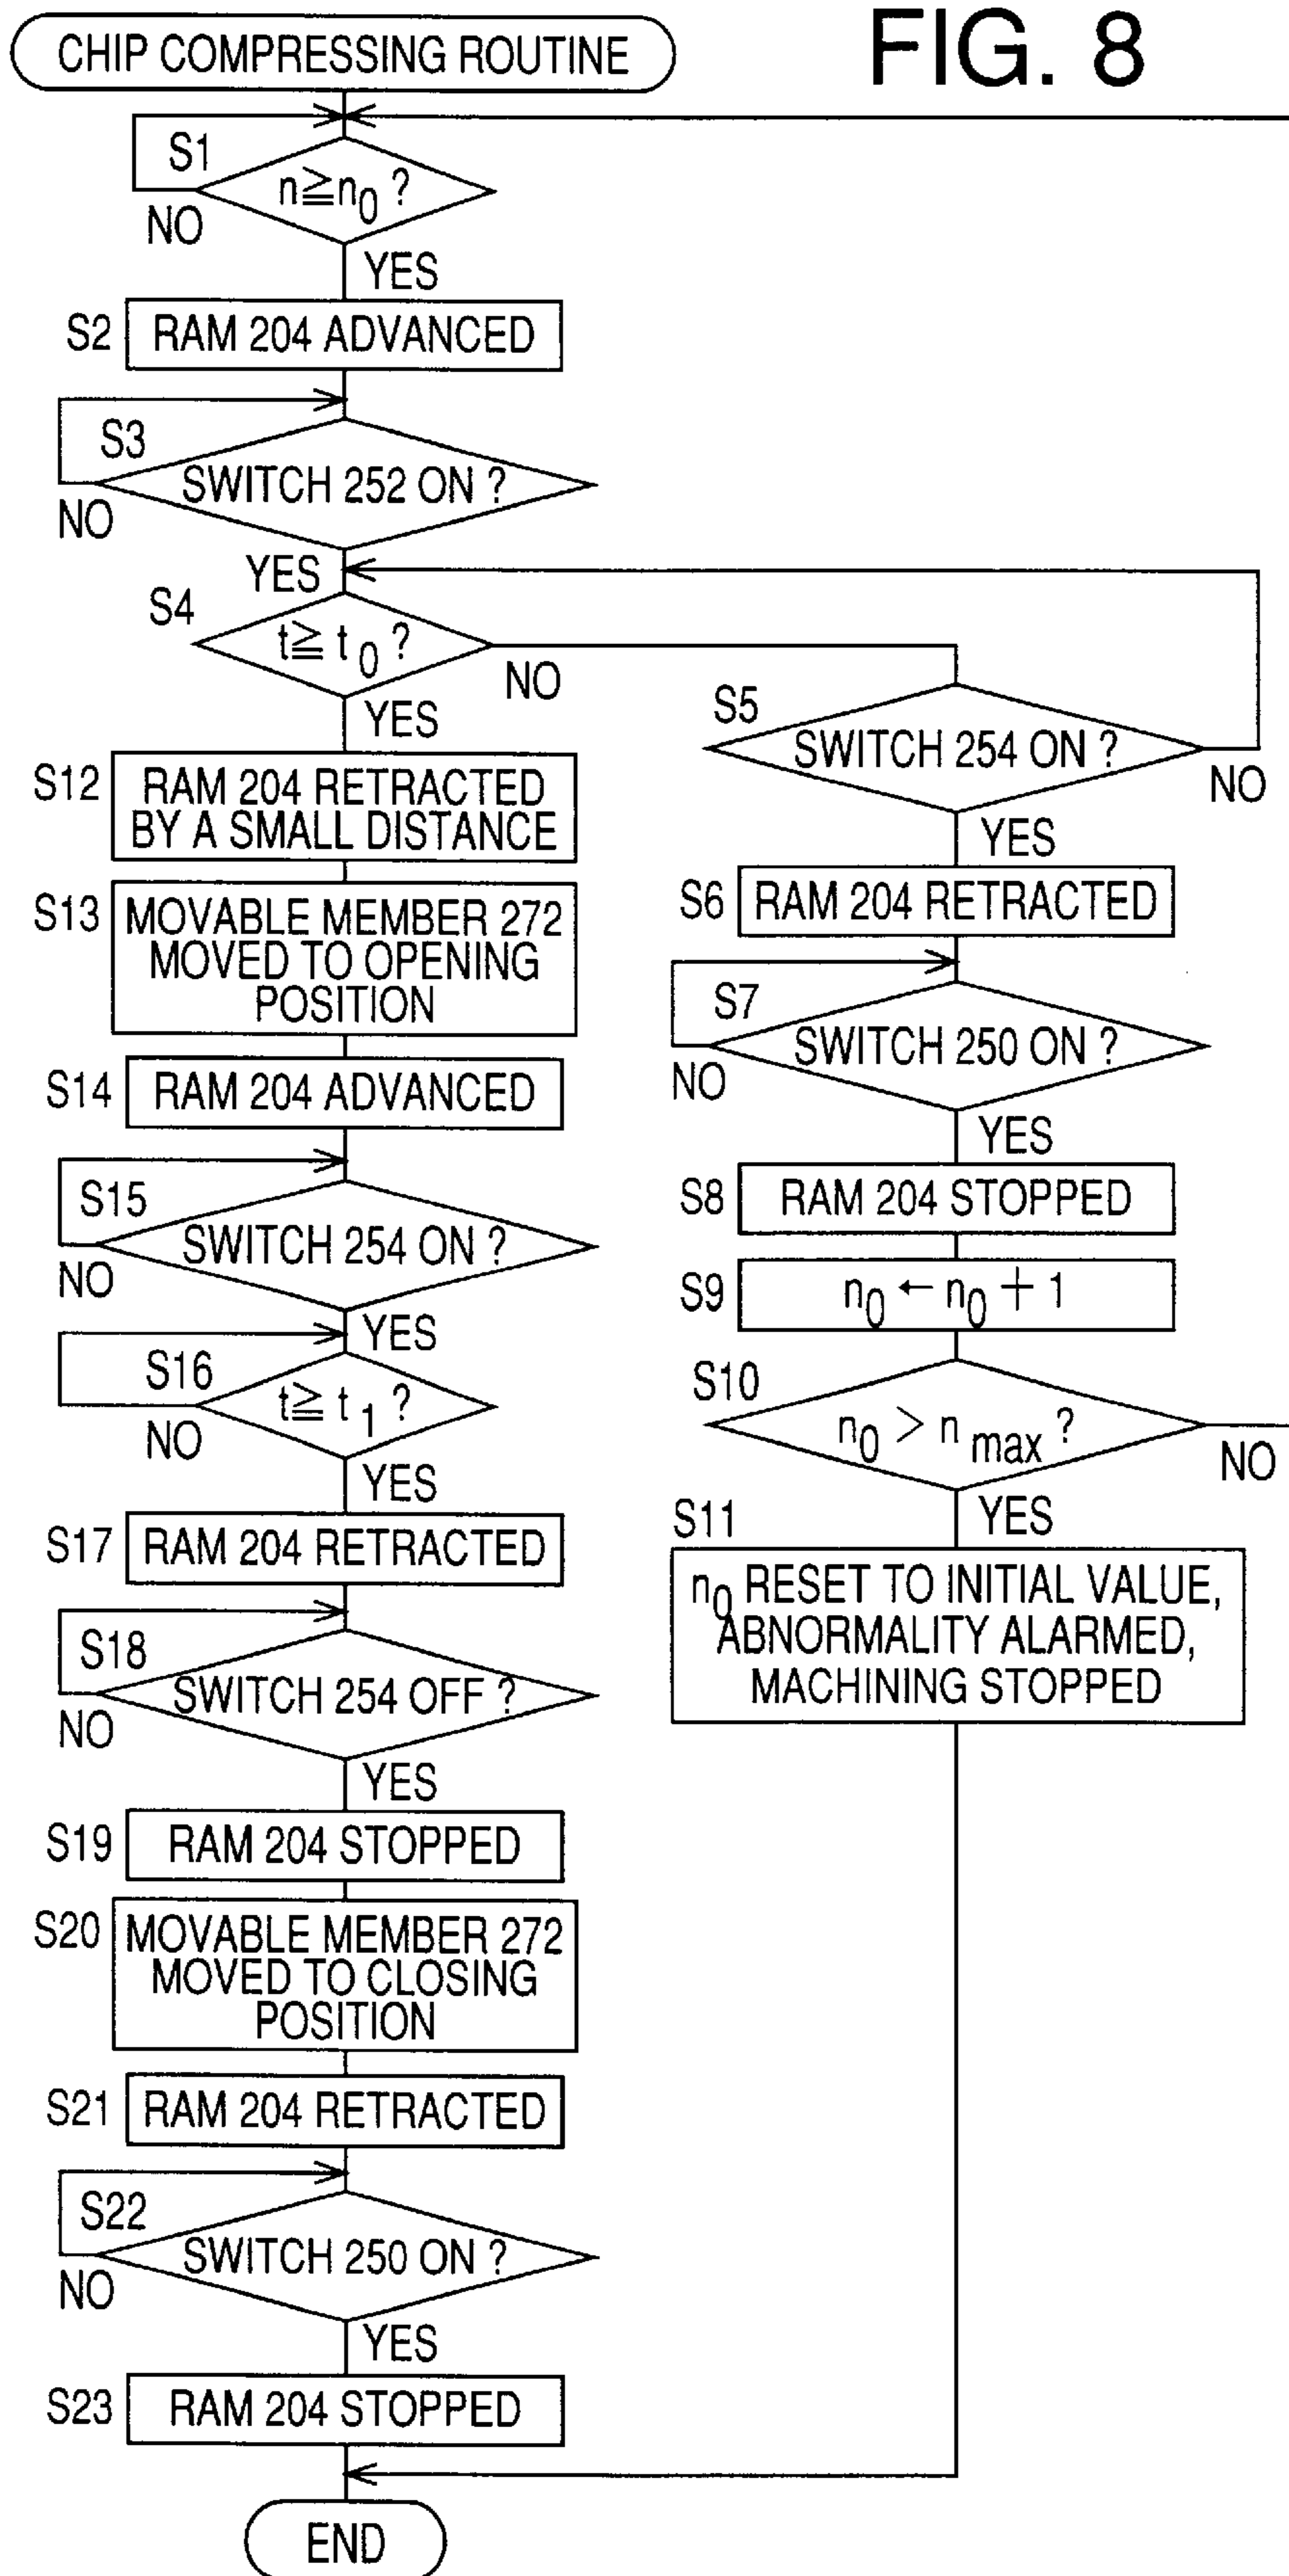 FIG. 8
CHIP COMPRESSING ROUTINE
S1
n≧n0 ?
NO
YES
S2
RAM 204 ADVANCED
S3
SWITCH 252 ON ?
NO
YES
S4
t≧ t0 ?
NO
YES
S5
SWITCH 254 ON ?
NO
YES
S6
RAM 204 RETRACTED
S7
SWITCH 250 ON ?
NO
YES
S8
RAM 204 STOPPED
S9
n0 ← n0 + 1
S10
n0 > n max ?
NO
YES
S11
n0 RESET TO INITIAL VALUE,
ABNORMALITY ALARMED,
MACHINING STOPPED
S12
RAM 204 RETRACTED
BY A SMALL DISTANCE
S13
MOVABLE MEMBER 272
MOVED TO OPENING
POSITION
S14
RAM 204 ADVANCED
S15
SWITCH 254 ON ?
NO
YES
S16
t≧ t1 ?
NO
YES
S17
RAM 204 RETRACTED
S18
SWITCH 254 OFF ?
NO
YES
S19
RAM 204 STOPPED
S20
MOVABLE MEMBER 272
MOVED TO CLOSING
POSITION
S21
RAM 204 RETRACTED
S22
SWITCH 250 ON ?
NO
YES
S23
RAM 204 STOPPED
END